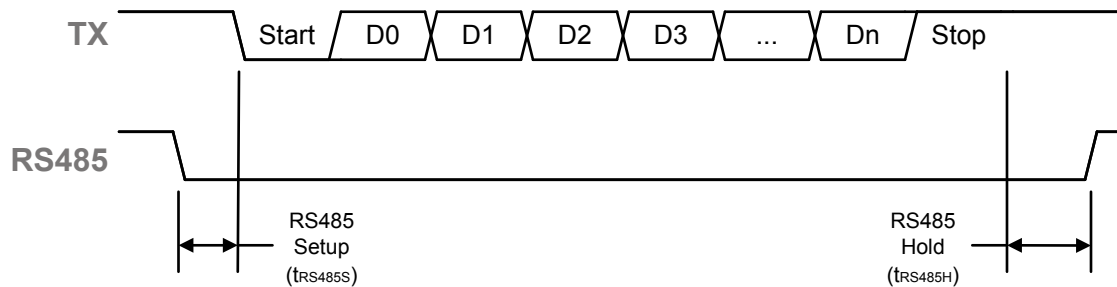 TX
Start D0 D1 D2 D3 ... Dn Stop
RS485
RS485
Setup
(tRS485S)
RS485
Hold
(tRS485H)